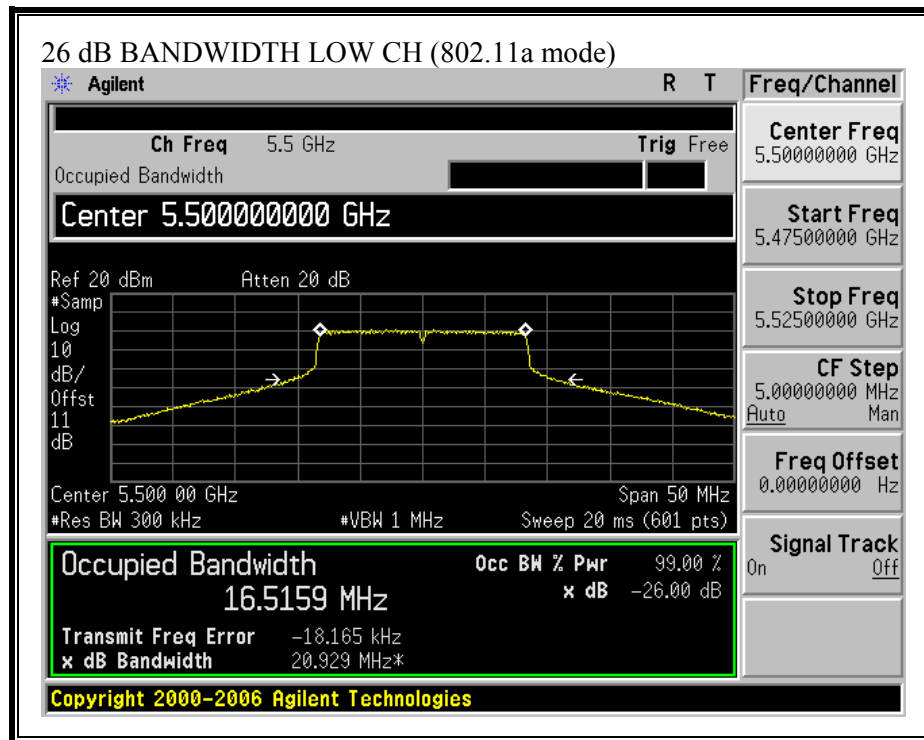 26 dB BANDWIDTH LOW CH (802.11a mode)
Agilent R T
Ch Freq 5.5 GHz Trig Free
Occupied Bandwidth
Center 5.500000000 GHz
Ref 20 dBm Atten 20 dB
#Samp
Log
10
dB/
Offst
11
dB
Center 5.500 00 GHz Span 50 MHz
#Res BW 300 kHz #VBW 1 MHz Sweep 20 ms (601 pts)
Occupied Bandwidth
16.5159 MHz
Occ BW % Pwr 99.00 %
x dB -26.00 dB
Transmit Freq Error -18.165 kHz
x dB Bandwidth 20.929 MHz*
Copyright 2000-2006 Agilent Technologies
Freq/Channel
Center Freq
5.50000000 GHz
Start Freq
5.47500000 GHz
Stop Freq
5.52500000 GHz
CF Step
5.00000000 MHz
Auto Man
Freq Offset
0.00000000 Hz
Signal Track
On Off